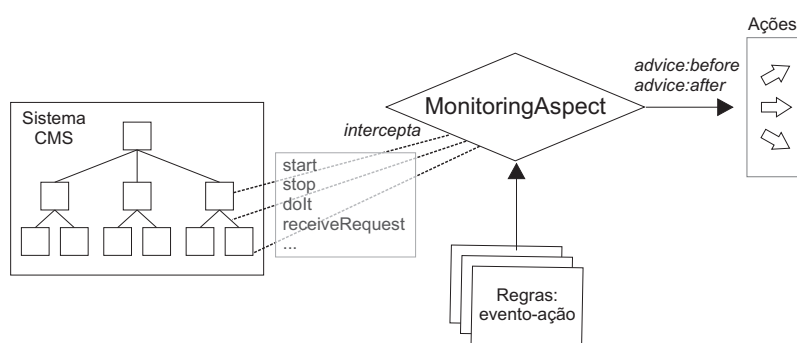 Sistema
CMS
intercepta
start
stop
doIt
receiveRequest
...
MonitoringAspect
advice:before
advice:after
Ações
Regras:
evento-ação